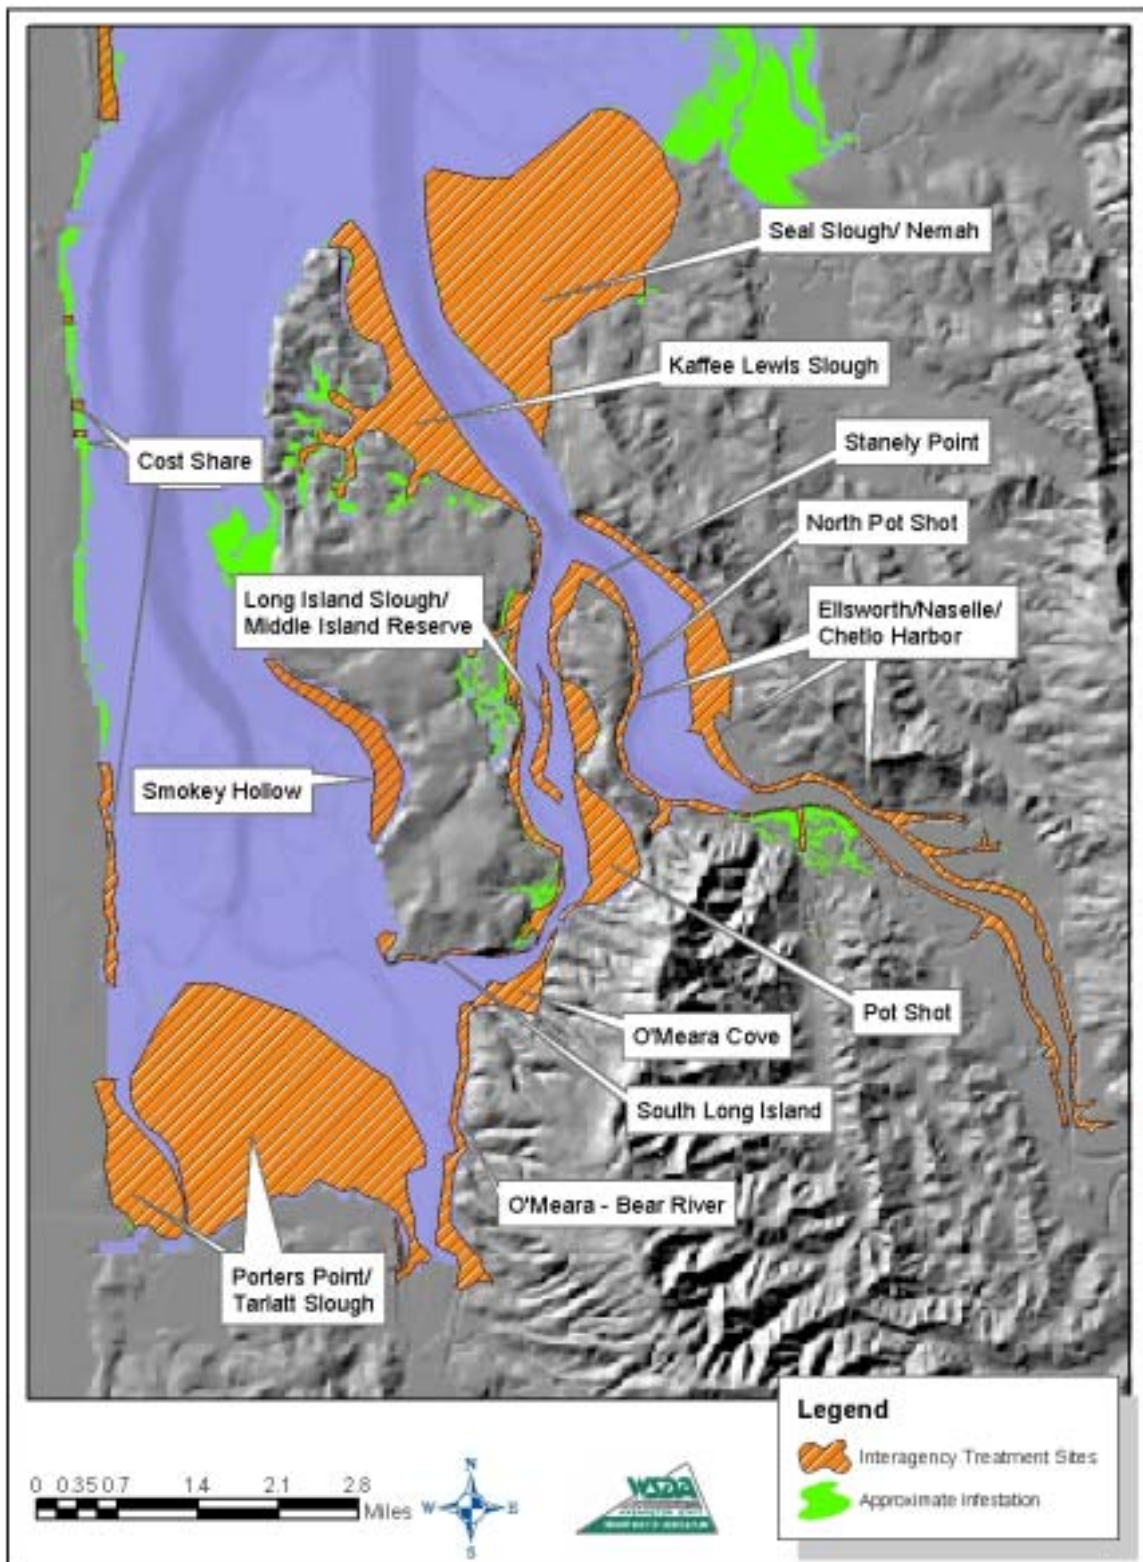 Seal Slough/ Nemah
Kaffee Lewis Slough
Cost Share
Stanely Point
North Pot Shot
Long Island Slough/
Middle Island Reserve
Ellsworth/Naselle/
Chetlo Harbor
Smokey Hollow
Pot Shot
O'Meara Cove
South Long Island
O'Meara - Bear River
Porters Point/
Tarlatt Slough
Legend
Interagency Treatment Sites
Approximate Infestation
0 0.35 0.7 1.4 2.1 2.8
Miles
N
W E
S
WSDA